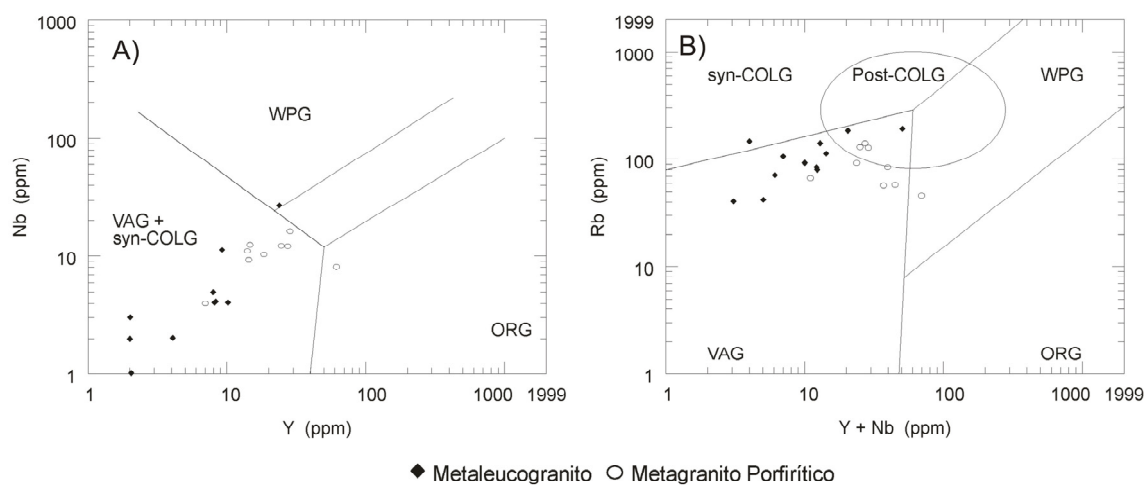 A)
1000
100
10
1
Nb (ppm)
WPG
VAG +
syn-COLG
ORG
1 10 100 1000 1999
Y (ppm)
B)
1999
1000
100
10
1
Rb (ppm)
syn-COLG Post-COLG WPG
VAG ORG
1 10 100 1000 1999
Y + Nb (ppm)
Metaleucogranito Metagranito Porfirítico